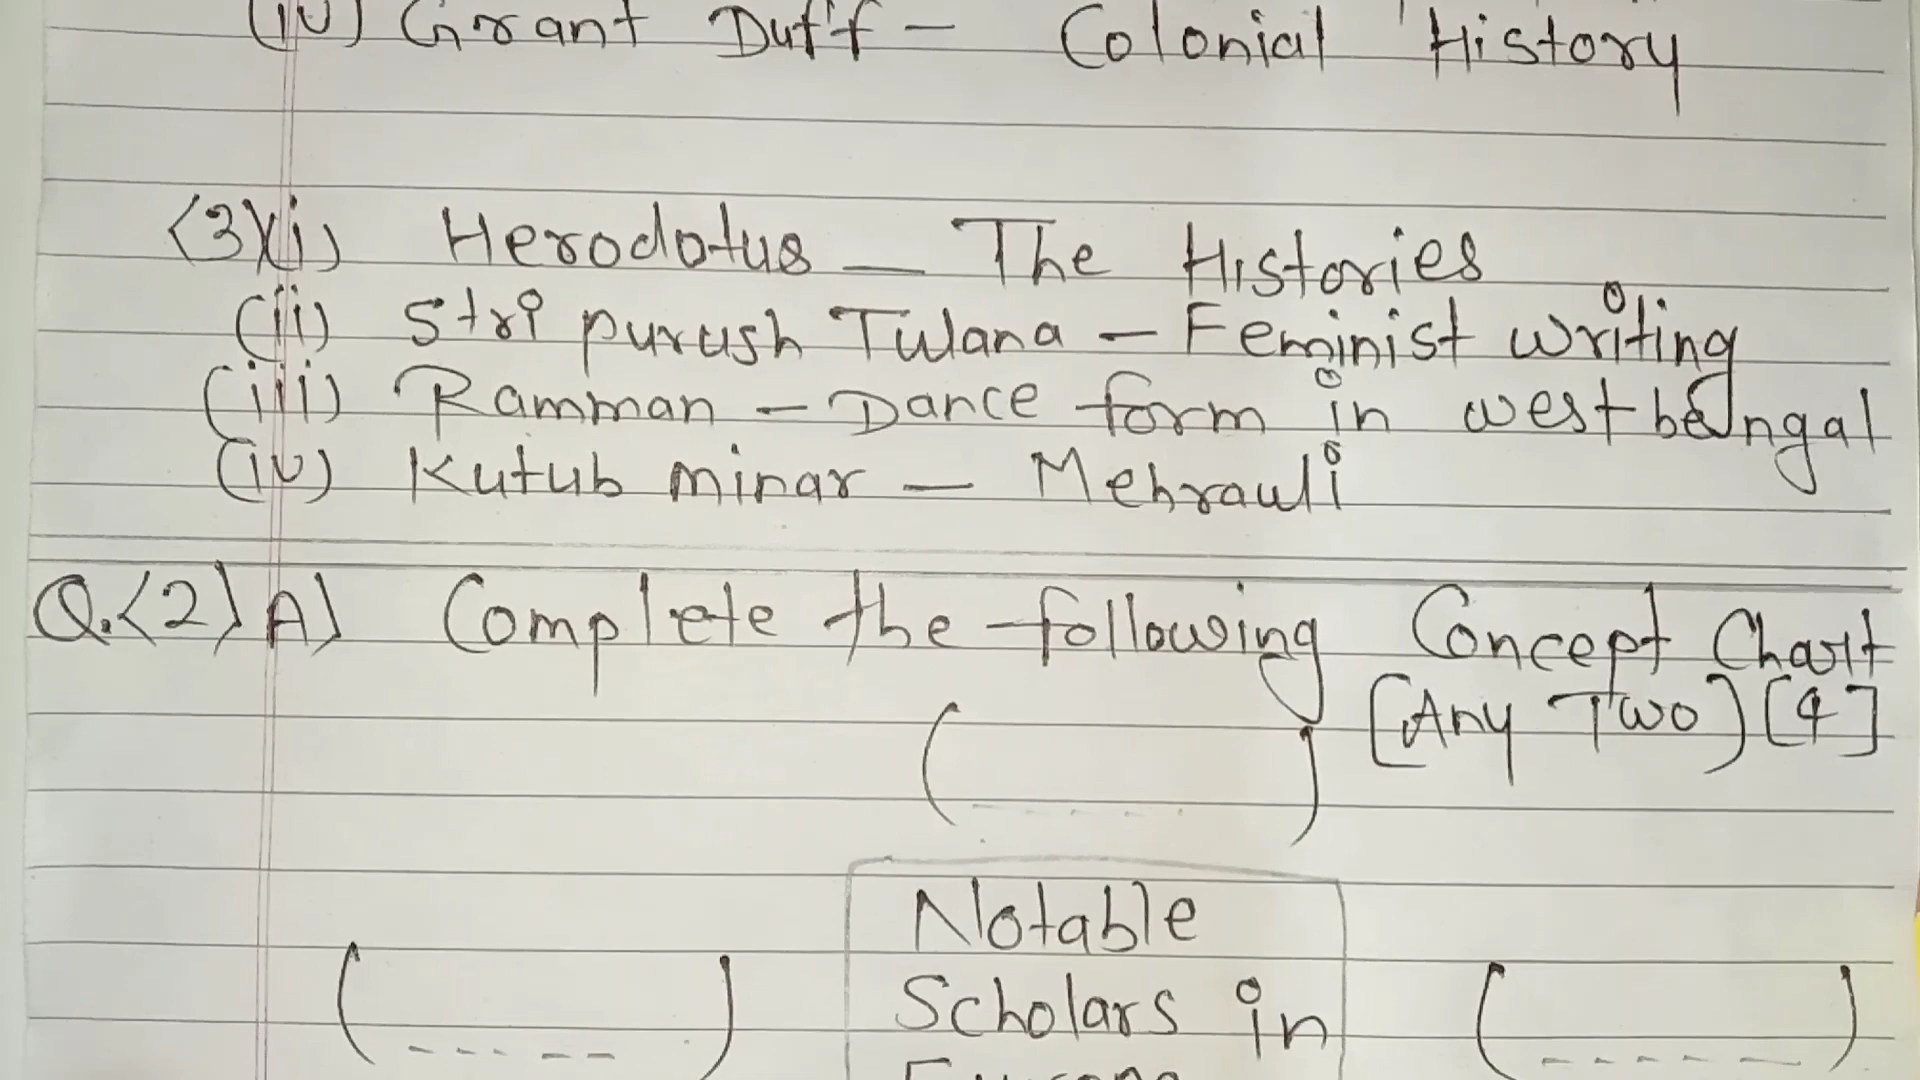 (iv) Grant Duff - Colonial History
(3)(i) Herodotus - The Histories
(ii) Stri purush Tulana - Feminist writing
(iii) Ramman - Dance form in west bengal
(iv) Kutub minar - Mehrauli
Q.(2) A) Complete the following Concept Chart
[Any Two) [4]
( - - - - )
Notable
( - - - - - ) Scholars in ( - - - - - )
Europe